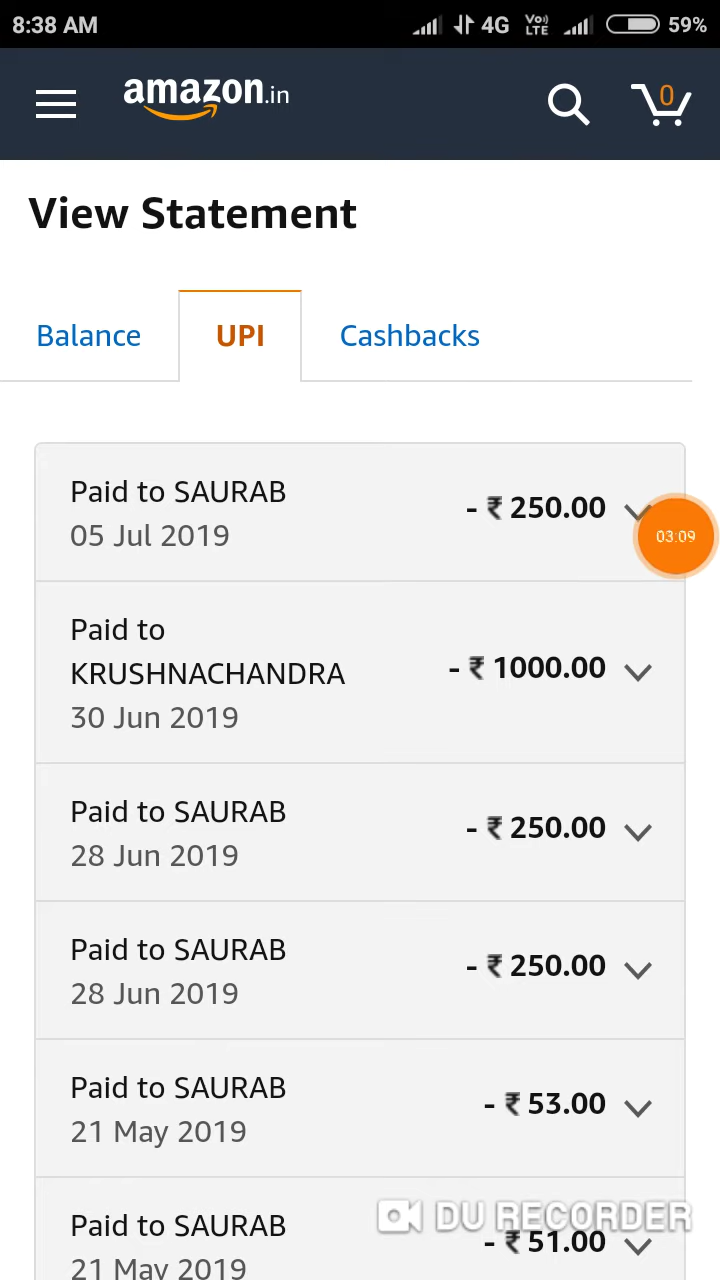 8:38 AM 4G VoLTE 59%
amazon.in 0
View Statement
Balance UPI Cashbacks
Paid to SAURAB
- ₹ 250.00
05 Jul 2019
03:09
Paid to
KRUSHNACHANDRA
- ₹ 1000.00
30 Jun 2019
Paid to SAURAB
- ₹ 250.00
28 Jun 2019
Paid to SAURAB
- ₹ 250.00
28 Jun 2019
Paid to SAURAB
- ₹ 53.00
21 May 2019
DU RECORDER
Paid to SAURAB
- ₹ 51.00
21 May 2019